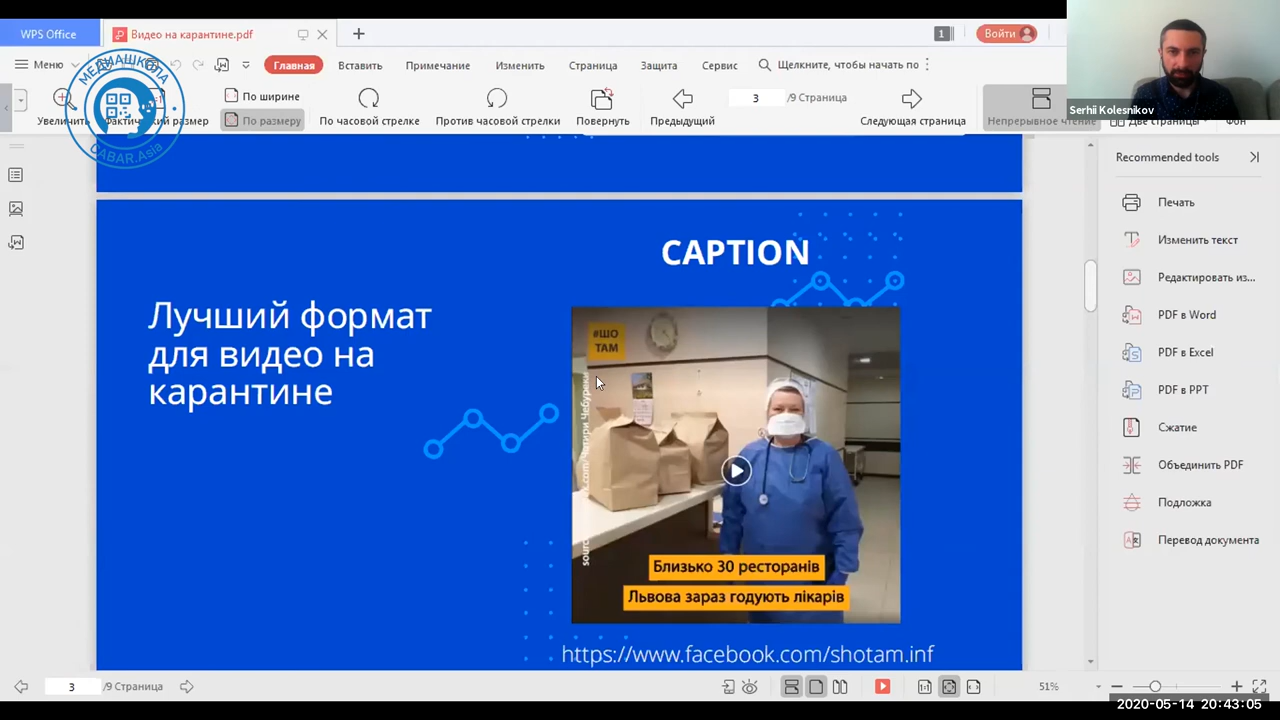 WPS Office
Видео на карантине.pdf
1
Войти
Меню
Главная
Вставить
Примечание
Изменить
Страница
Защита
Сервис
Щелкните, чтобы начать по
МЕДИАШКОЛА
CABAR.Asia
Увеличить
размер
По ширине
По размеру
По часовой стрелке
Против часовой стрелки
Повернуть
Предыдущий
3
/9 Страница
Следующая страница
Непрерывное чтение
Две страницы
Фон
Serhii Kolesnikov
CAPTION
Лучший формат
для видео на
карантине
#ШО
ТАМ
Близько 30 ресторанів
Львова зараз годують лікарів
https://www.facebook.com/shotam.inf
Recommended tools
Печать
Изменить текст
Редактировать из...
PDF в Word
PDF в Excel
PDF в PPT
Сжатие
Объединить PDF
Подложка
Перевод документа
3
/9 Страница
51%
2020-05-14 20:43:05